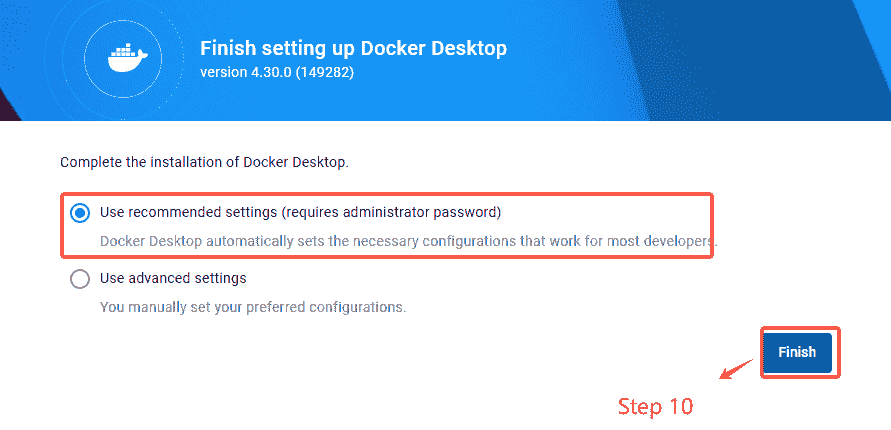 Finish setting up Docker Desktop
version 4.30.0 (149282)
Complete the installation of Docker Desktop.
Use recommended settings (requires administrator password)
Docker Desktop automatically sets the necessary configurations that work for most developers.
Use advanced settings
You manually set your preferred configurations.
Finish
Step 10